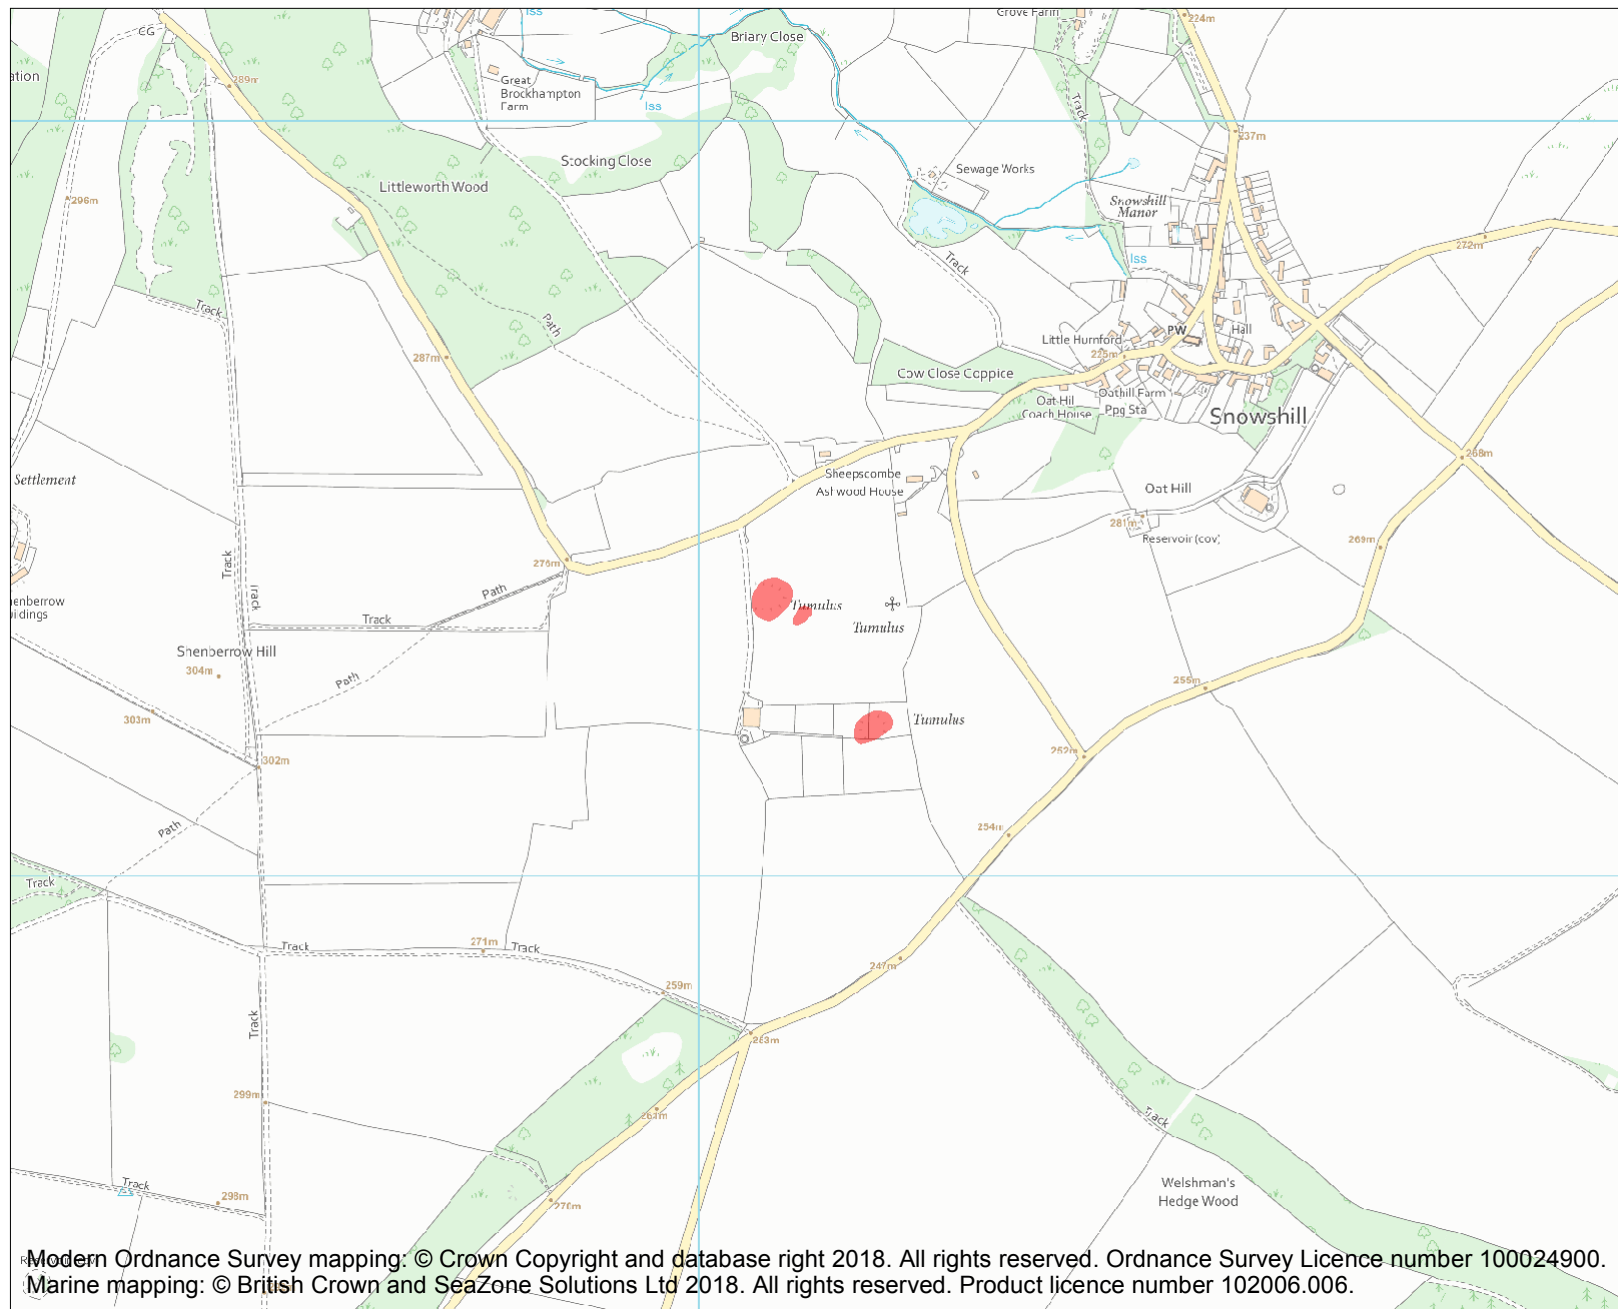 Iss
Grove Farm
224m
CG
Briary Close
ation
289m
Great
Brockhampton
Farm
Iss
Track
237m
Stocking Close
Sewage Works
Littleworth Wood
296m
Snowshill
Manor
272m
Track
Iss
Track
Path
PW
Hall
Little Hurnford
225m
287m
Cow Close Coppice
Oat Hil
Coach House
Oathill Farm
Ppg Sta
Snowshill
268m
Settlement
Sheepscombe
Ashwood House
Oat Hill
281m
Reservoir (cov)
269m
276m
Track
Track
Path
Track
Tumulus
Tumulus
enberrow
ildings
Shenberrow Hill
304m
Path
255m
303m
Tumulus
252m
302m
Path
254m
Track
Track
271m
Track
247m
259m
Track
263m
299m
Track
Track
298m
276m
Welshman's
Hedge Wood
Modern Ordnance Survey mapping: © Crown Copyright and database right 2018. All rights reserved. Ordnance Survey Licence number 100024900.
Marine mapping: © British Crown and SeaZone Solutions Ltd 2018. All rights reserved. Product licence number 102006.006.